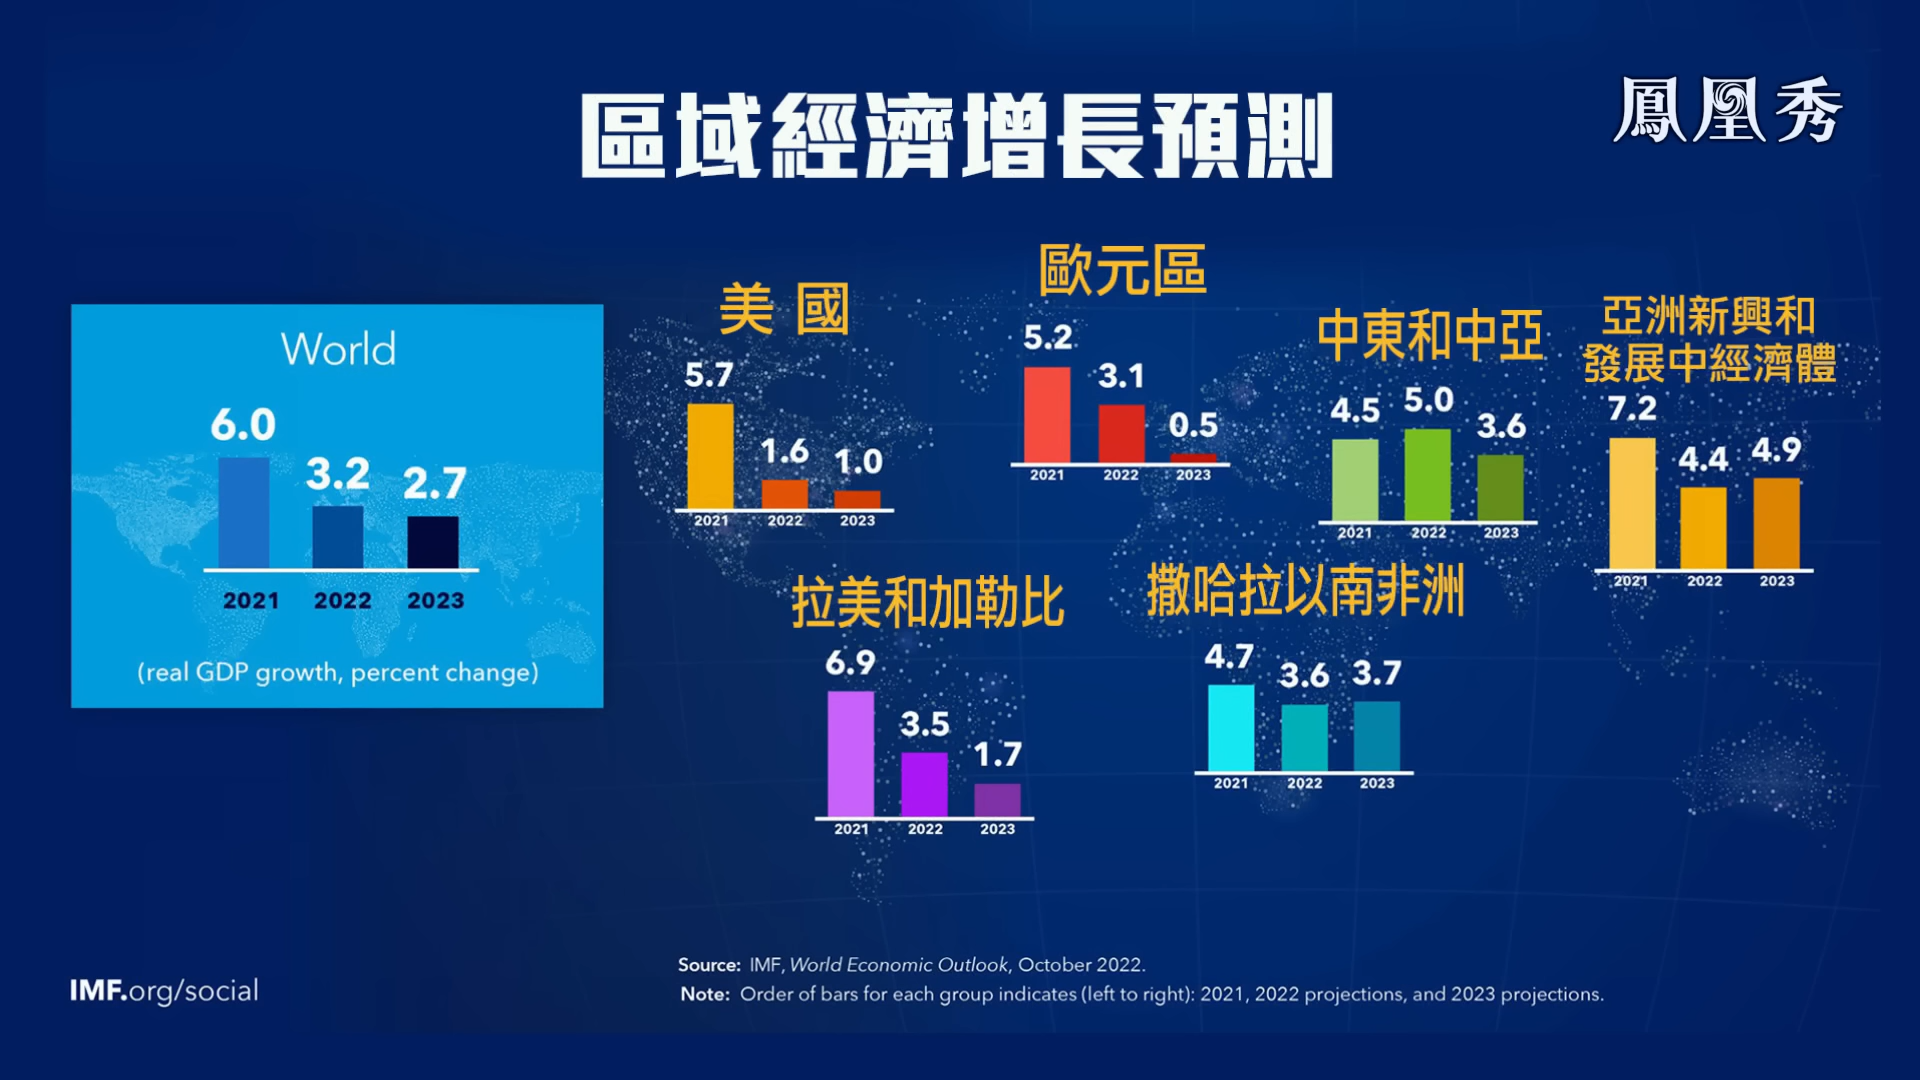 區域經濟增長預測
鳳凰秀
World
6.0
3.2
2.7
2021 2022 2023
(real GDP growth, percent change)
美國
5.7
1.6
1.0
2021 2022 2023
歐元區
5.2
3.1
0.5
2021 2022 2023
中東和中亞
4.5
5.0
3.6
2021 2022 2023
亞洲新興和
發展中經濟體
7.2
4.4
4.9
2021 2022 2023
拉美和加勒比
6.9
3.5
1.7
2021 2022 2023
撒哈拉以南非洲
4.7
3.6
3.7
2021 2022 2023
Source: IMF, World Economic Outlook, October 2022.
Note: Order of bars for each group indicates (left to right): 2021, 2022 projections, and 2023 projections.
IMF.org/social